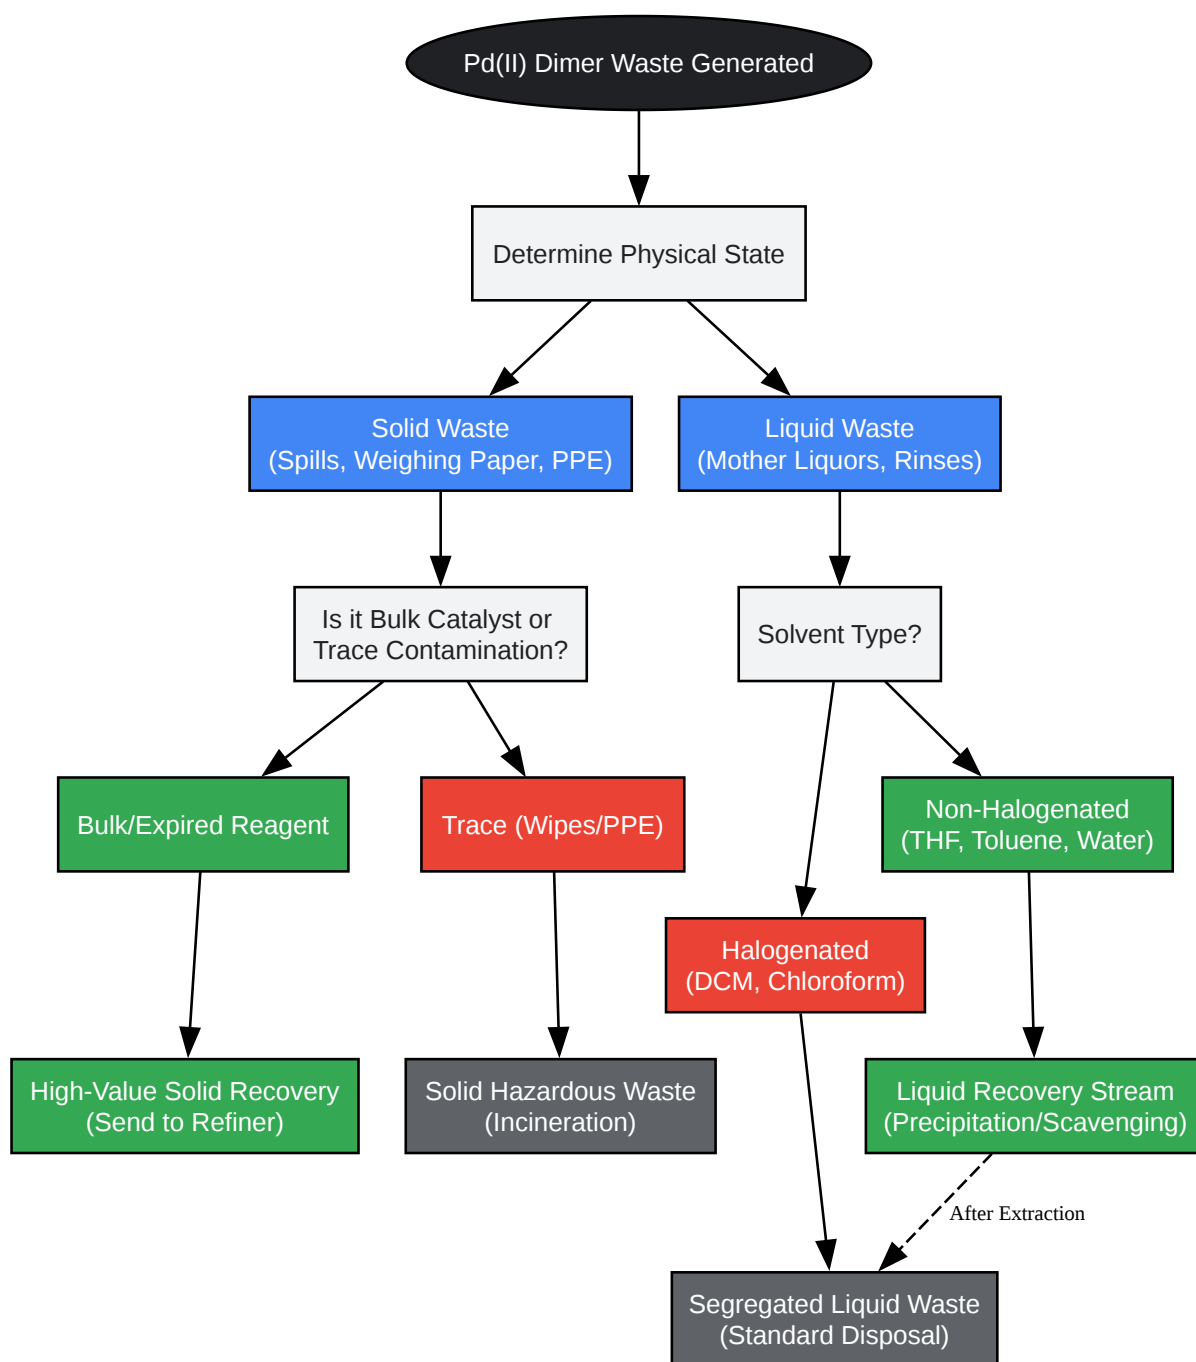 Pd(II) Dimer Waste Generated
Determine Physical State
Solid Waste
(Spills, Weighing Paper, PPE)
Liquid Waste
(Mother Liquors, Rinses)
Is it Bulk Catalyst or
Trace Contamination?
Solvent Type?
Bulk/Expired Reagent
Trace (Wipes/PPE)
Non-Halogenated
(THF, Toluene, Water)
Halogenated
(DCM, Chloroform)
High-Value Solid Recovery
(Send to Refiner)
Solid Hazardous Waste
(Incineration)
Liquid Recovery Stream
(Precipitation/Scavenging)
After Extraction
Segregated Liquid Waste
(Standard Disposal)